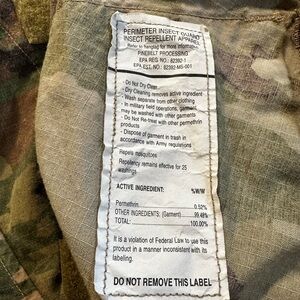 PERIMETER INSECT GUARD
INSECT REPELLENT APPAREL
Refer to hangtag for more information
PINEBELT PROCESSING
EPA REG. NO.: 82392-1
EPA EST. NO.: 82392-MS-001
- Do Not Dry Clean.
- Dry Cleaning removes active ingredient
- Wash separate from other clothing
- In military field operations, garment
may be washed with other garments
- Do Not Re-treat with other permethrin
products
- Dispose of garment in trash in
accordance with Army regulations
Repels mosquitoes
Repellency remains effective for 25
washings
ACTIVE INGREDIENT: %W/W
Permethrin 0.52%
OTHER INGREDIENTS: (Garment) 99.48%
TOTAL: 100.00%
It is a violation of Federal Law to use this
product in a manner inconsistent with its
labeling.
DO NOT REMOVE THIS LABEL